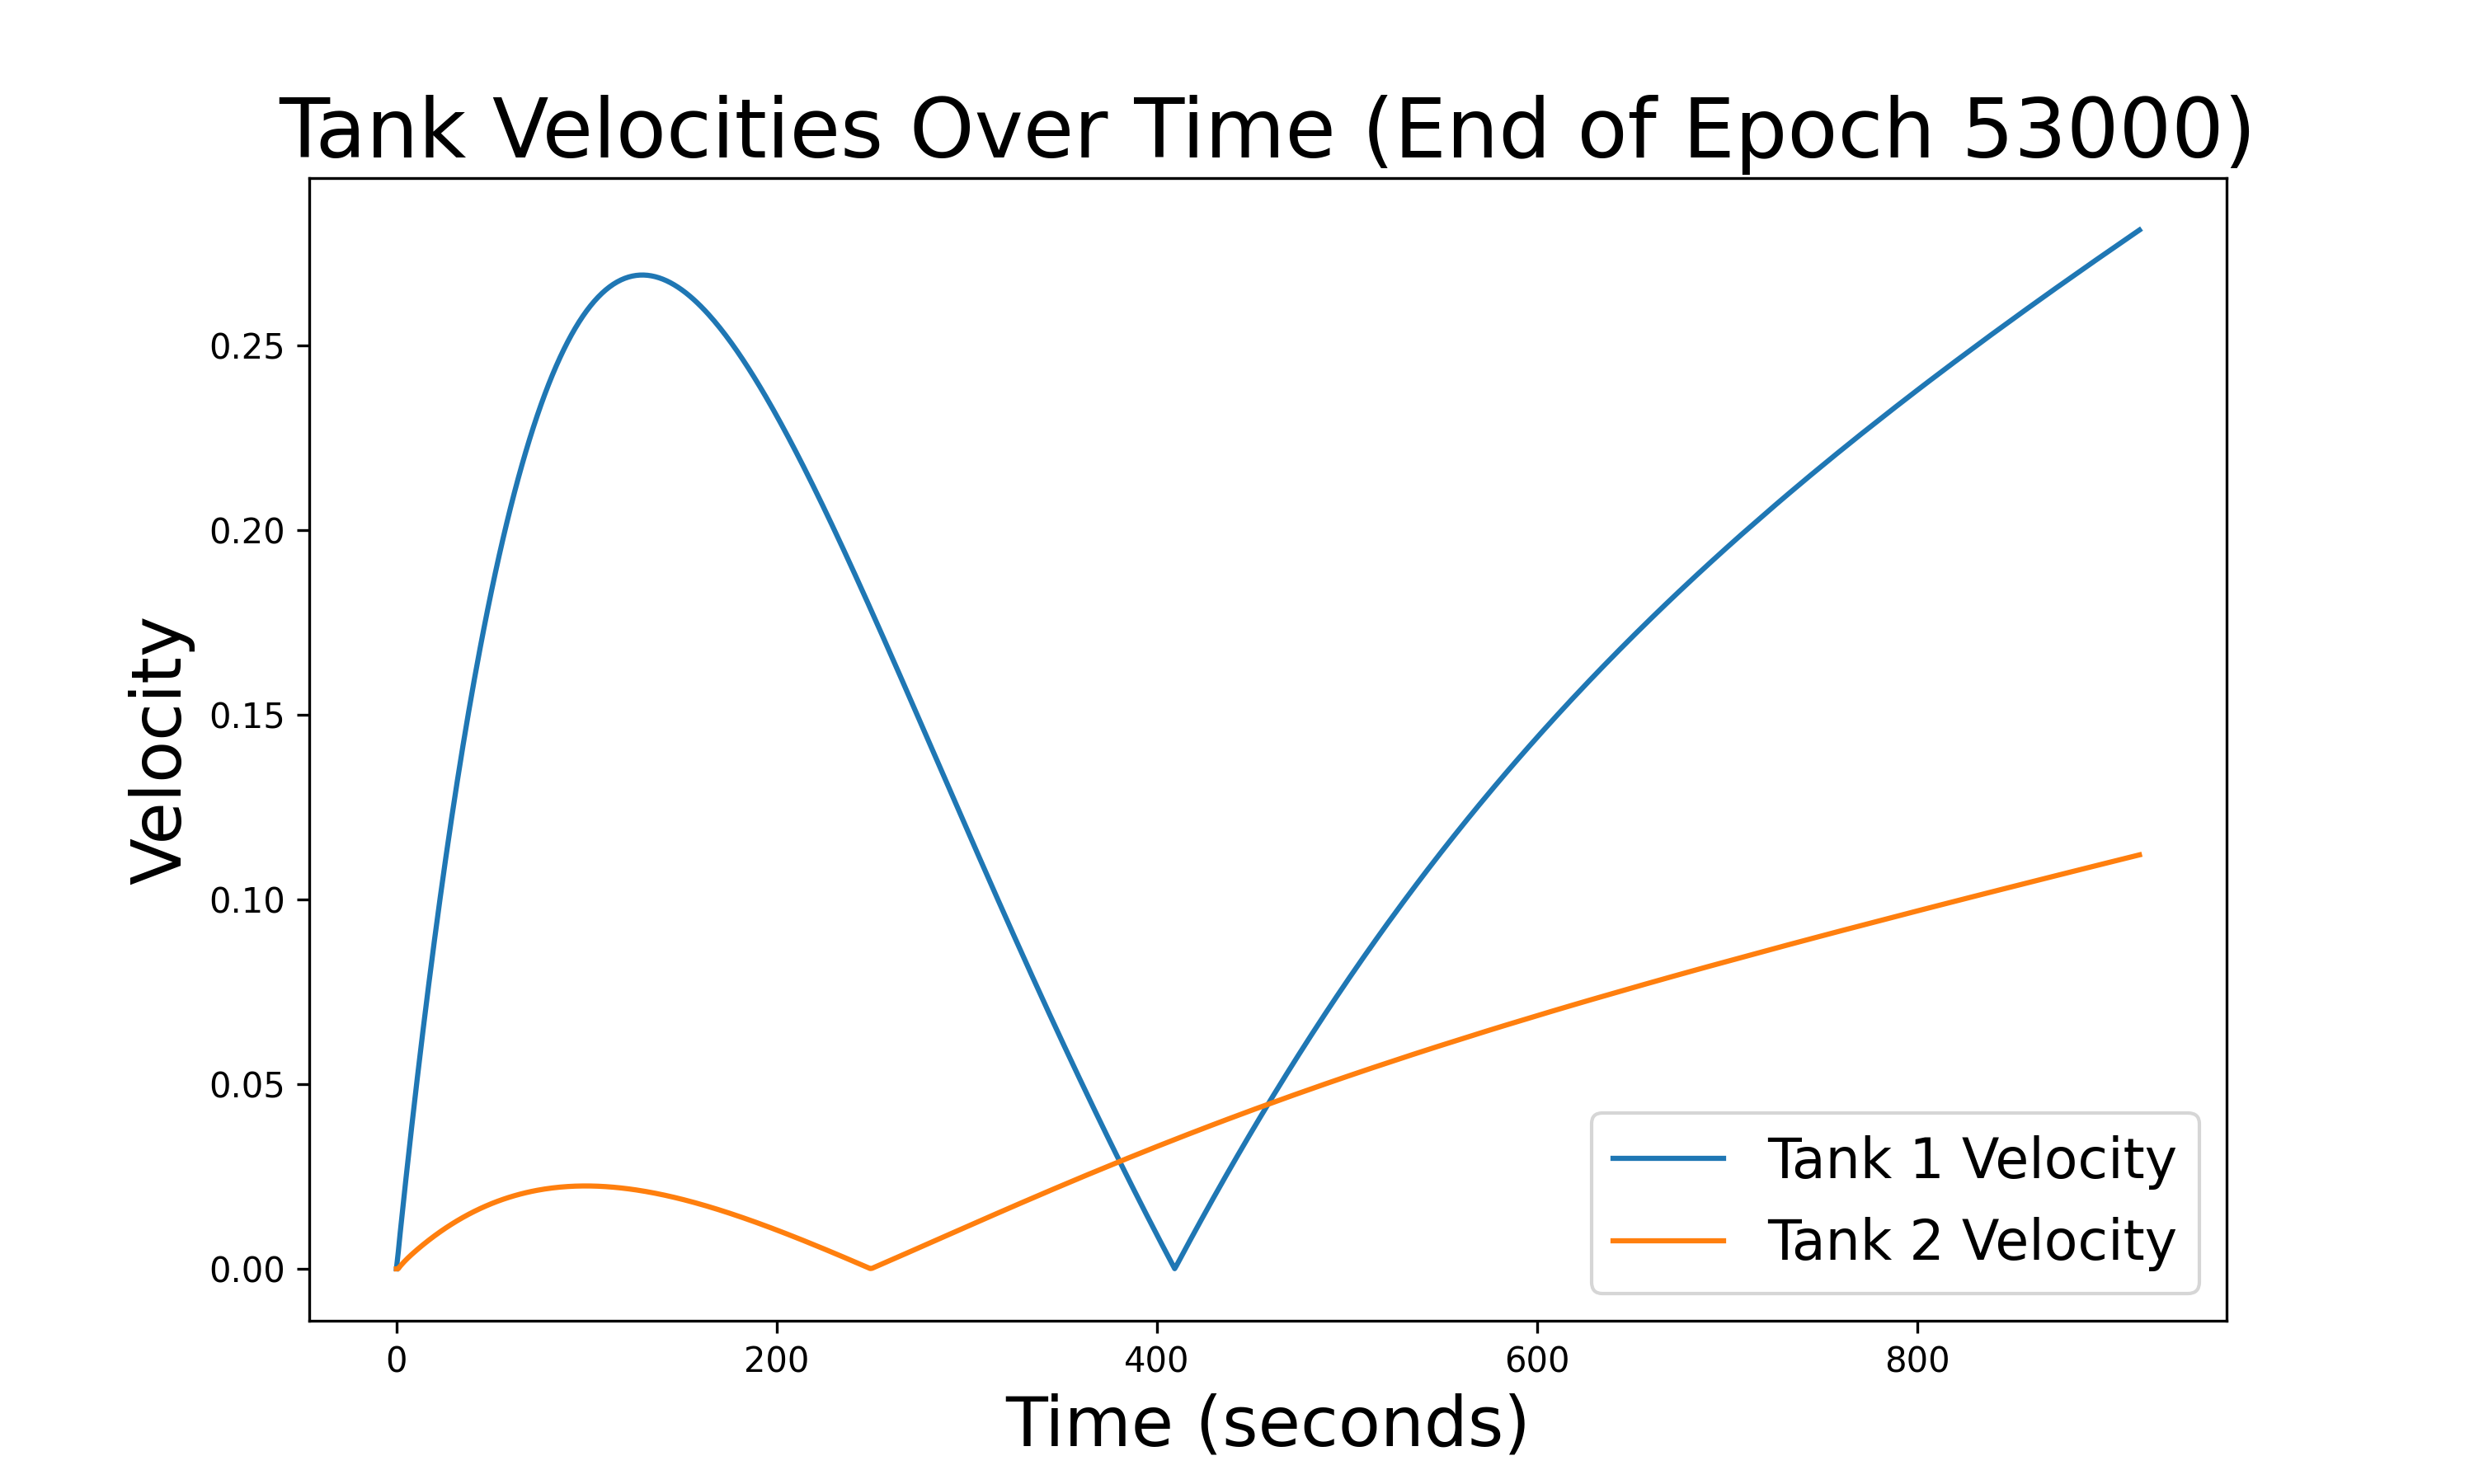 Tank Velocities Over Time (End of Epoch 53000)
Velocity
0.25
0.20
0.15
0.10
0.05
0.00
Tank 1 Velocity
Tank 2 Velocity
0 200 400 600 800
Time (seconds)